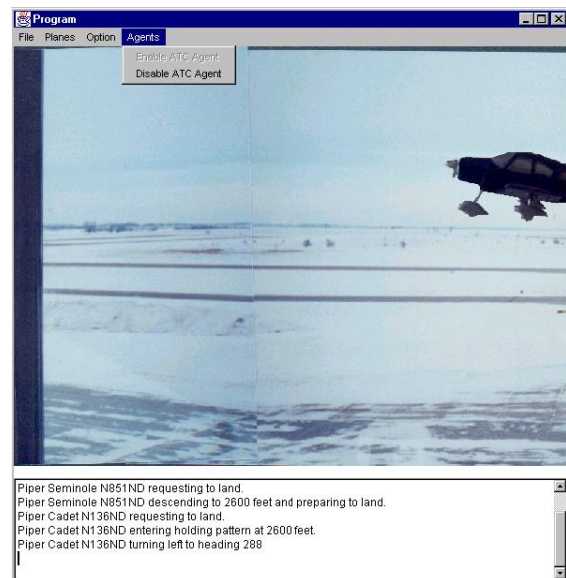 Program
File Planes Option Agents
Enable ATC Agent
Disable ATC Agent
Piper Seminole N851ND requesting to land.
Piper Seminole N851ND descending to 2600 feet and preparing to land.
Piper Cadet N136ND requesting to land.
Piper Cadet N136ND entering holding pattern at 2600 feet.
Piper Cadet N136ND turning left to heading 288